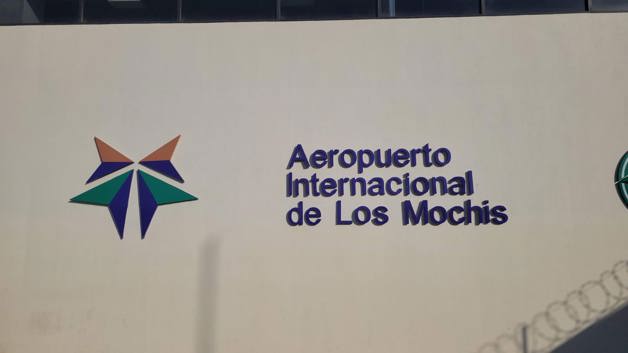 Aeropuerto
Internacional
de Los Mochis